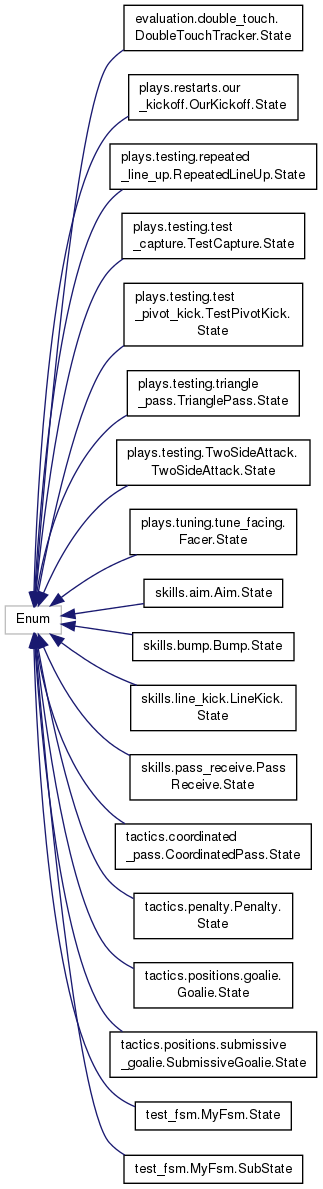 evaluation.double_touch.
DoubleTouchTracker.State
plays.restarts.our
_kickoff.OurKickoff.State
plays.testing.repeated
_line_up.RepeatedLineUp.State
plays.testing.test
_capture.TestCapture.State
plays.testing.test
_pivot_kick.TestPivotKick.
State
plays.testing.triangle
_pass.TrianglePass.State
plays.testing.TwoSideAttack.
TwoSideAttack.State
plays.tuning.tune_facing.
Facer.State
skills.aim.Aim.State
Enum
skills.bump.Bump.State
skills.line_kick.LineKick.
State
skills.pass_receive.Pass
Receive.State
tactics.coordinated
_pass.CoordinatedPass.State
tactics.penalty.Penalty.
State
tactics.positions.goalie.
Goalie.State
tactics.positions.submissive
_goalie.SubmissiveGoalie.State
test_fsm.MyFsm.State
test_fsm.MyFsm.SubState